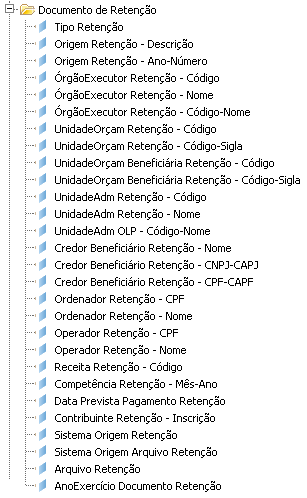 Documento de Retenção
Tipo Retenção
Origem Retenção - Descrição
Origem Retenção - Ano-Número
ÓrgãoExecutor Retenção - Código
ÓrgãoExecutor Retenção - Nome
ÓrgãoExecutor Retenção - Código-Nome
UnidadeOrçam Retenção - Código
UnidadeOrçam Retenção - Código-Sigla
UnidadeOrçam Beneficiária Retenção - Código
UnidadeOrçam Beneficiária Retenção - Código-Sigla
UnidadeAdm Retenção - Código
UnidadeAdm Retenção - Nome
UnidadeAdm OLP - Código-Nome
Credor Beneficiário Retenção - Nome
Credor Beneficiário Retenção - CNPJ-CAPJ
Credor Beneficiário Retenção - CPF-CAPF
Ordenador Retenção - CPF
Ordenador Retenção - Nome
Operador Retenção - CPF
Operador Retenção - Nome
Receita Retenção - Código
Competência Retenção - Mês-Ano
Data Prevista Pagamento Retenção
Contribuinte Retenção - Inscrição
Sistema Origem Retenção
Sistema Origem Arquivo Retenção
Arquivo Retenção
AnoExercício Documento Retenção